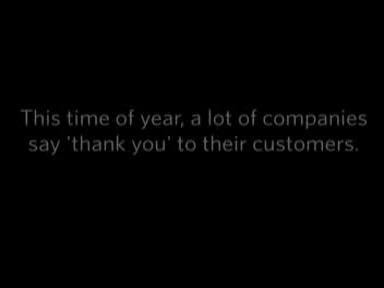 This time of year, a lot of companies
say 'thank you' to their customers.